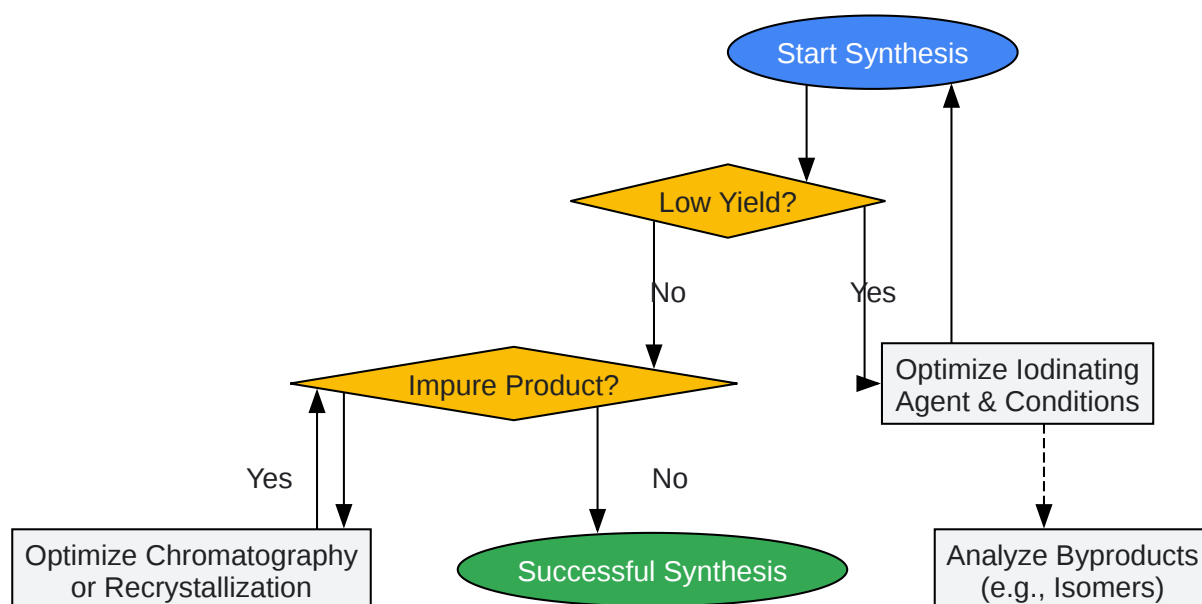 Start Synthesis
Low Yield?
No
Yes
Impure Product?
Optimize Iodinating
Agent & Conditions
Yes
No
Optimize Chromatography
or Recrystallization
Successful Synthesis
Analyze Byproducts
(e.g., Isomers)